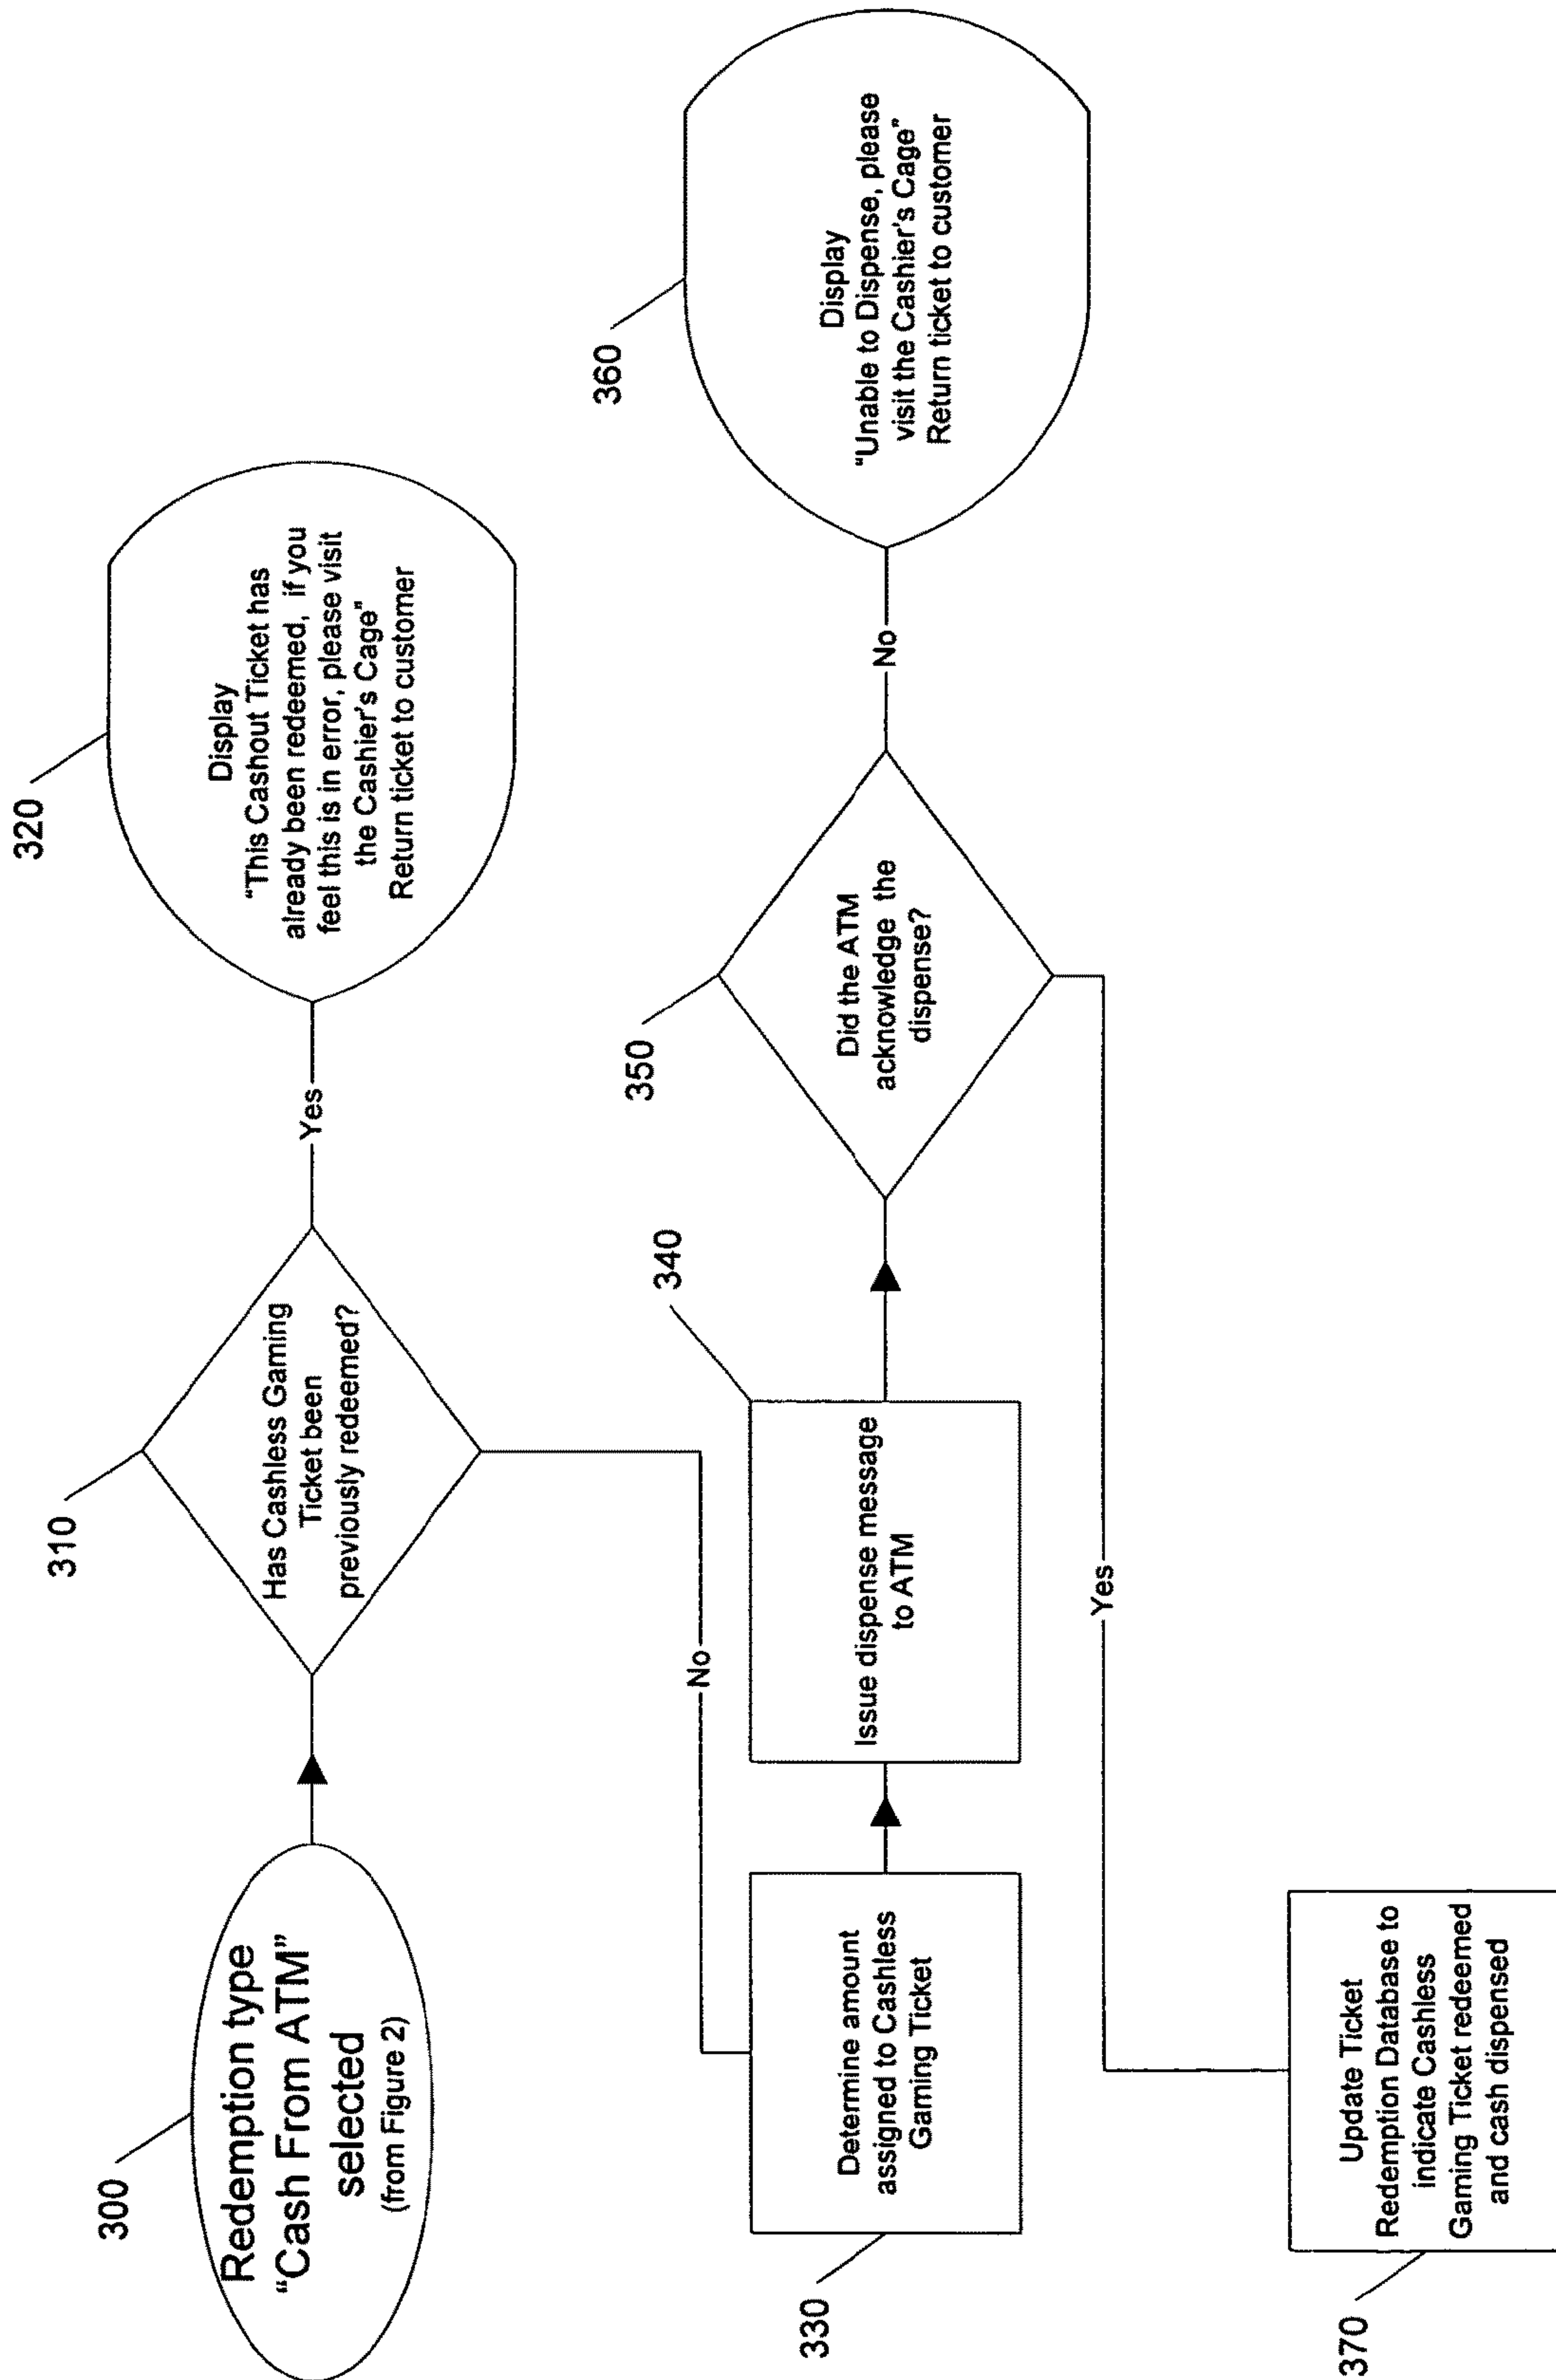 300
Redemption type
“Cash From ATM”
selected
(from Figure 2)
310
Has Cashless Gaming
Ticket been
previously redeemed?
Yes
320
Display
“This Cashout Ticket has
already been redeemed, if you
feel this is in error, please visit
the Cashier's Cage”
Return ticket to customer
No
330
Determine amount
assigned to Cashless
Gaming Ticket
340
Issue dispense message
to ATM
350
Did the ATM
acknowledge the
dispense?
No
360
Display
“Unable to Dispense, please
visit the Cashier's Cage”
Return ticket to customer
Yes
370
Update Ticket
Redemption Database to
indicate Cashless
Gaming Ticket redeemed
and cash dispensed